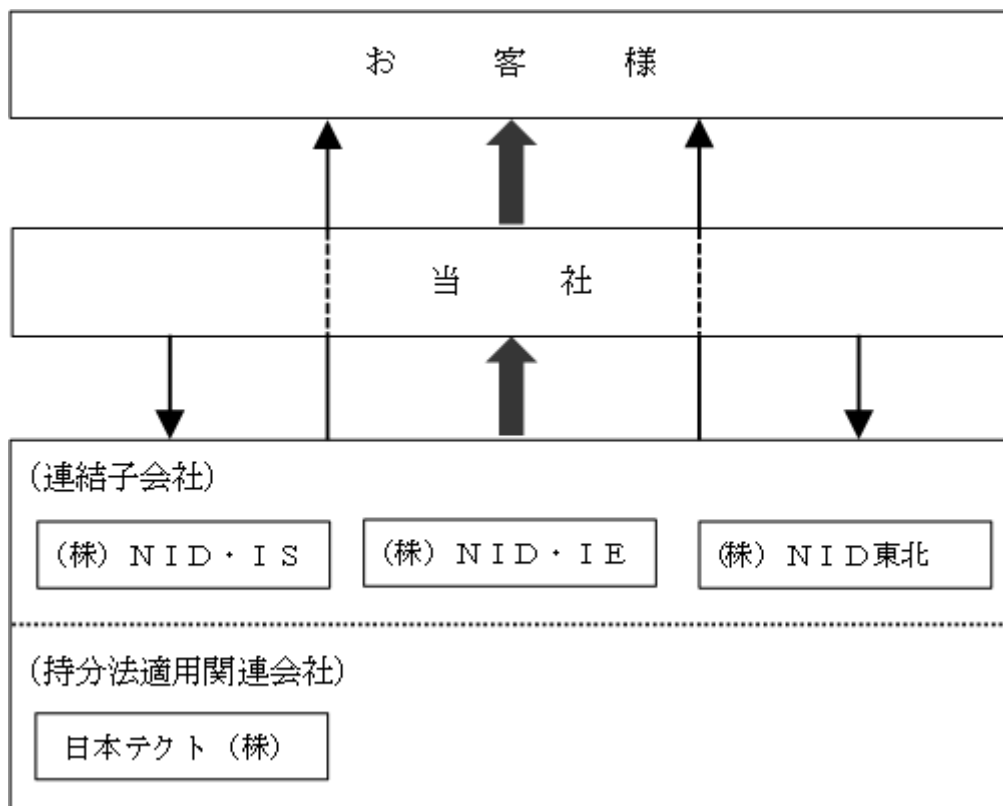 お　客　様
当　社
(連結子会社)
(株) ＮＩＤ・ＩＳ
(株) ＮＩＤ・ＩＥ
(株) ＮＩＤ東北
(持分法適用関連会社)
日本テクト (株)